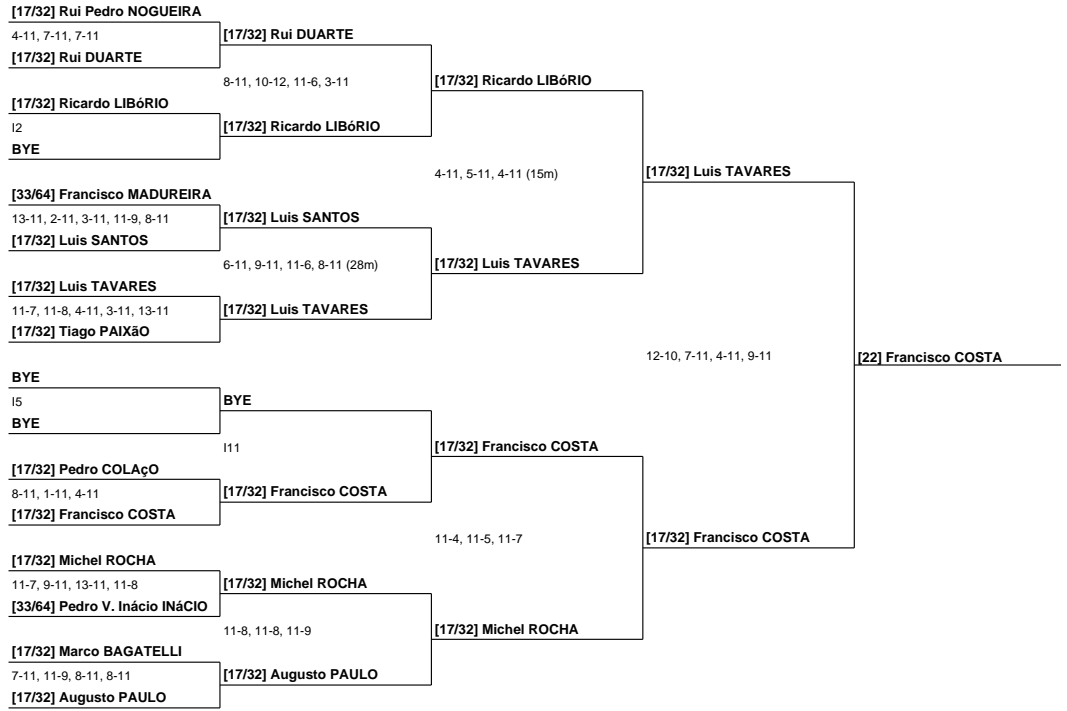 [17/32] Rui Pedro NOGUEIRA
4-11, 7-11, 7-11
[17/32] Rui DUARTE
[17/32] Rui DUARTE
8-11, 10-12, 11-6, 3-11
[17/32] Ricardo LIBóRIO
[17/32] Ricardo LIBóRIO
I2
[17/32] Ricardo LIBóRIO
BYE
4-11, 5-11, 4-11 (15m)
[17/32] Luis TAVARES
[33/64] Francisco MADUREIRA
13-11, 2-11, 3-11, 11-9, 8-11
[17/32] Luis SANTOS
[17/32] Luis SANTOS
6-11, 9-11, 11-6, 8-11 (28m)
[17/32] Luis TAVARES
[17/32] Luis TAVARES
11-7, 11-8, 4-11, 3-11, 13-11
[17/32] Luis TAVARES
[17/32] Tiago PAIXãO
12-10, 7-11, 4-11, 9-11
[22] Francisco COSTA
BYE
I5
BYE
BYE
I11
[17/32] Francisco COSTA
[17/32] Pedro COLAçO
8-11, 1-11, 4-11
[17/32] Francisco COSTA
[17/32] Francisco COSTA
11-4, 11-5, 11-7
[17/32] Francisco COSTA
[17/32] Michel ROCHA
11-7, 9-11, 13-11, 11-8
[17/32] Michel ROCHA
[33/64] Pedro V. Inácio INáCIO
11-8, 11-8, 11-9
[17/32] Michel ROCHA
[17/32] Marco BAGATELLI
7-11, 11-9, 8-11, 8-11
[17/32] Augusto PAULO
[17/32] Augusto PAULO